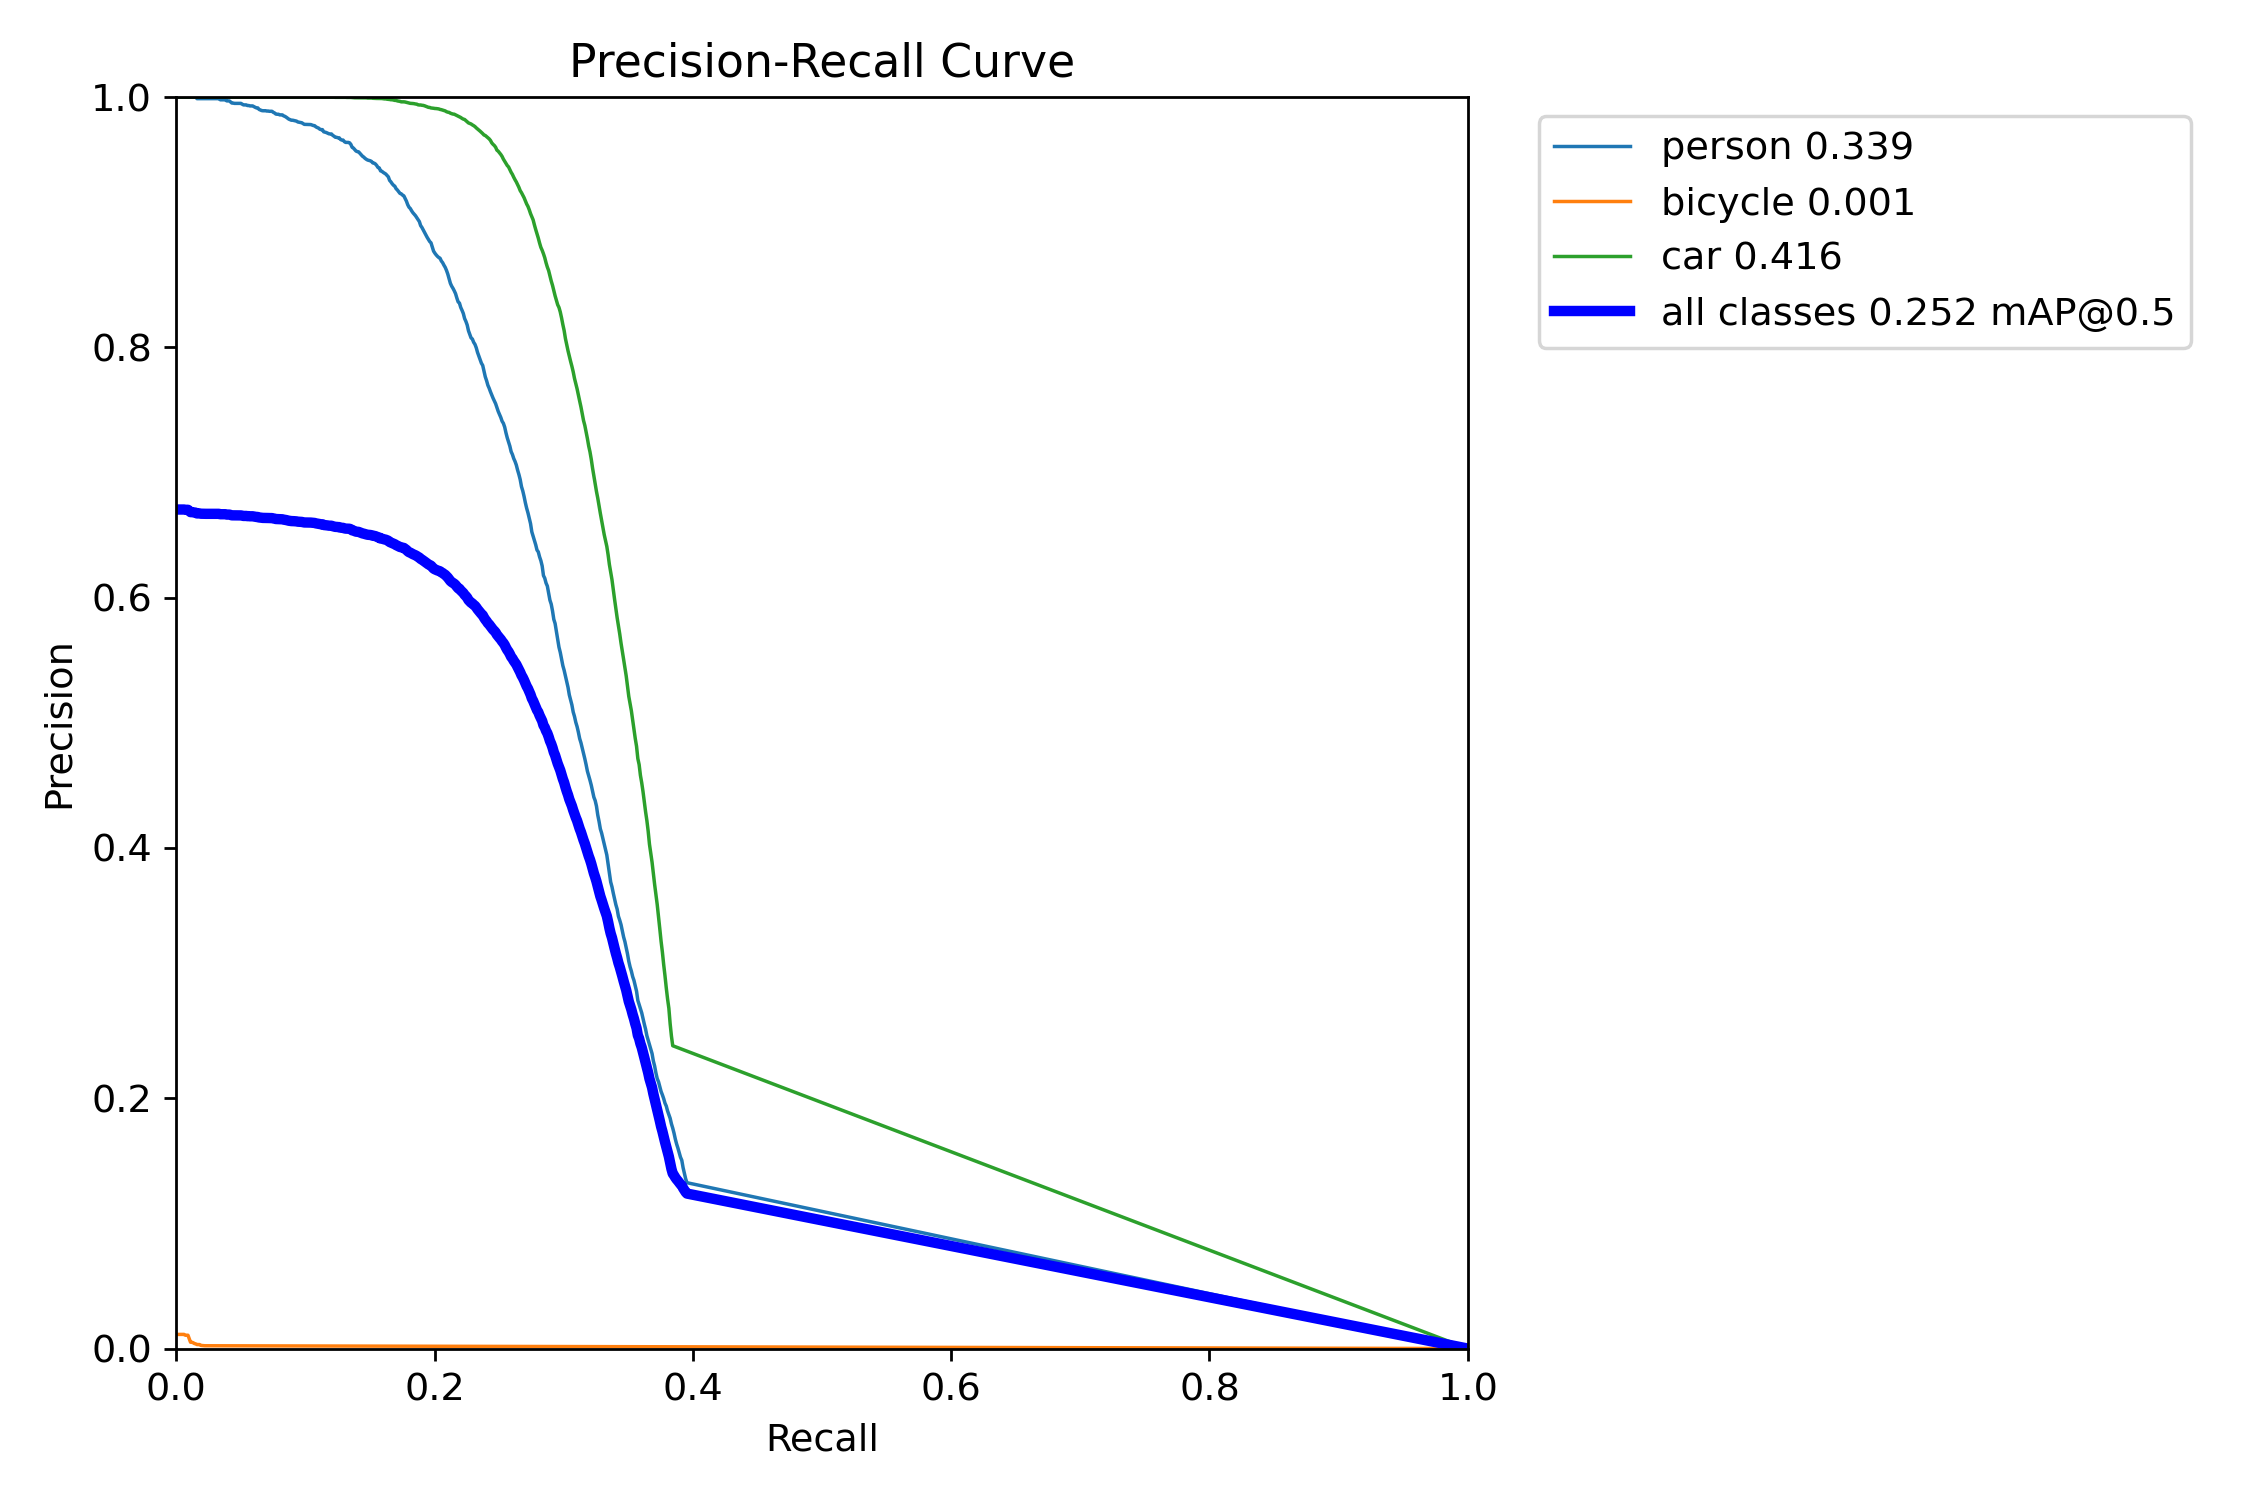 Precision-Recall Curve
1.0
0.8
0.6
0.4
0.2
0.0
Precision
0.0 0.2 0.4 0.6 0.8 1.0
Recall
person 0.339
bicycle 0.001
car 0.416
all classes 0.252 mAP@0.5